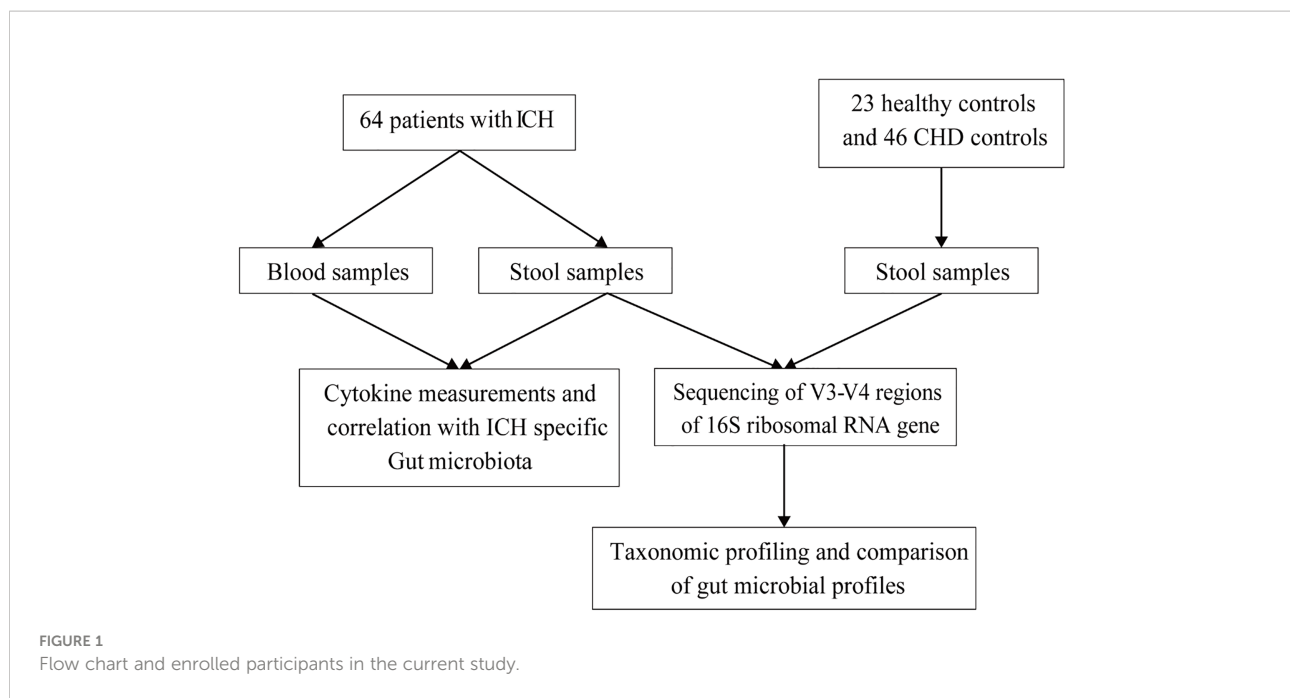 64 patients with ICH
23 healthy controls
and 46 CHD controls
Blood samples
Stool samples
Stool samples
Cytokine measurements and
correlation with ICH specific
Gut microbiota
Sequencing of V3-V4 regions
of 16S ribosomal RNA gene
Taxonomic profiling and comparison
of gut microbial profiles
FIGURE 1
Flow chart and enrolled participants in the current study.